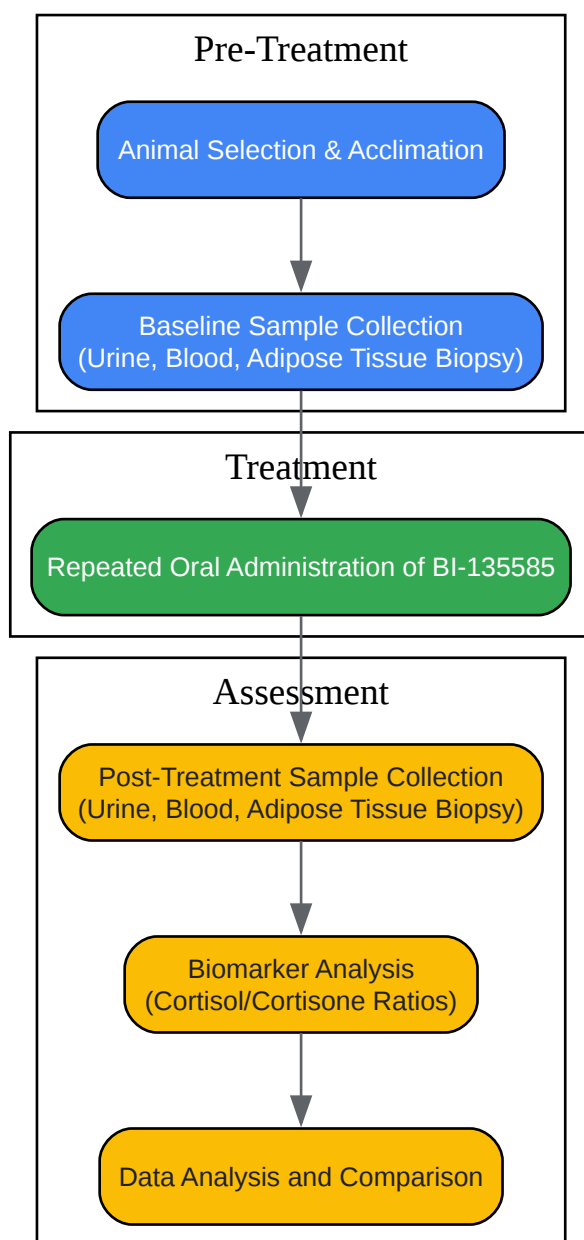 Pre-Treatment
Animal Selection & Acclimation
Baseline Sample Collection
(Urine, Blood, Adipose Tissue Biopsy)
Treatment
Repeated Oral Administration of BI-135585
Assessment
Post-Treatment Sample Collection
(Urine, Blood, Adipose Tissue Biopsy)
Biomarker Analysis
(Cortisol/Cortisone Ratios)
Data Analysis and Comparison